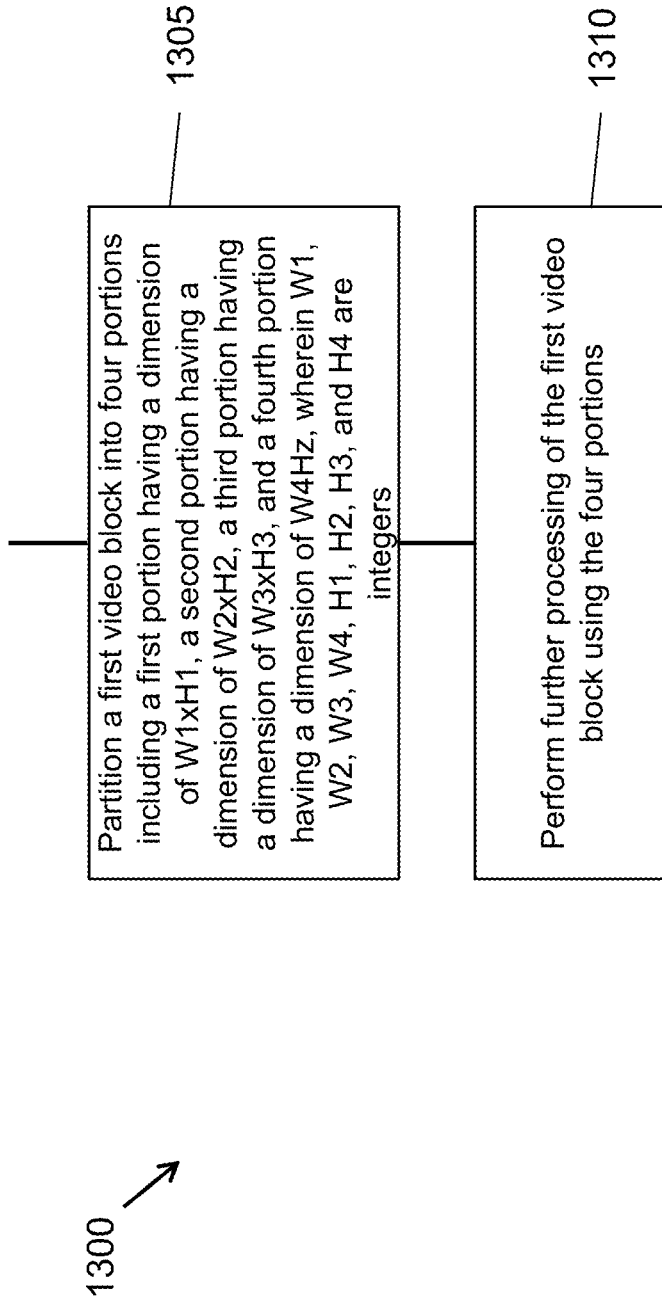 1300
1305
Partition a first video block into four portions
including a first portion having a dimension
of W1xH1, a second portion having a
dimension of W2xH2, a third portion having
a dimension of W3xH3, and a fourth portion
having a dimension of W4Hz, wherein W1,
W2, W3, W4, H1, H2, H3, and H4 are
integers
1310
Perform further processing of the first video
block using the four portions